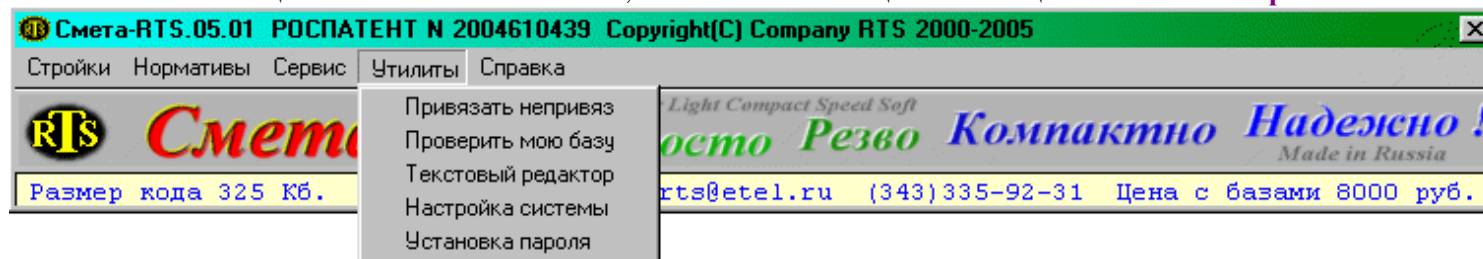 Смета-RTS.05.01 РОСПАТЕНТ N 2004610439 Copyright(C) Company RTS 2000-2005
Стройки Нормативы Сервис Утилиты Справка
Привязать непривяз
Проверить мою базу
Текстовый редактор
Настройка системы
Установка пароля
Light Compact Speed Soft
RTS Резво Компактно Надежно !
Made in Russia
Размер кода 325 Кб. rts@etel.ru (343)335-92-31 Цена с базами 8000 руб.